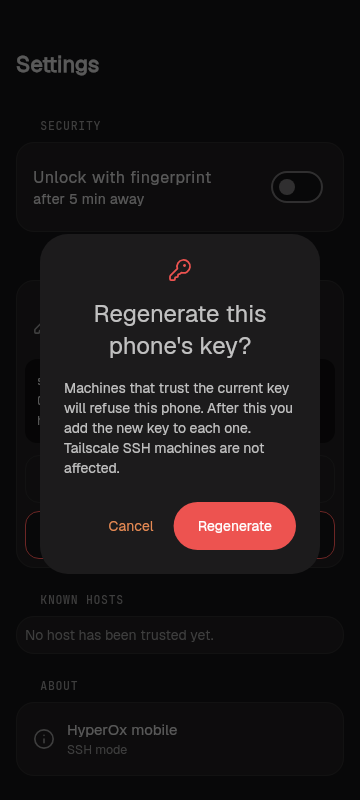 Settings
SECURITY
Unlock with fingerprint
after 5 min away
Regenerate this
phone's key?
Machines that trust the current key
will refuse this phone. After this you
add the new key to each one.
Tailscale SSH machines are not
affected.
Cancel
Regenerate
KNOWN HOSTS
No host has been trusted yet.
ABOUT
HyperOx mobile
SSH mode